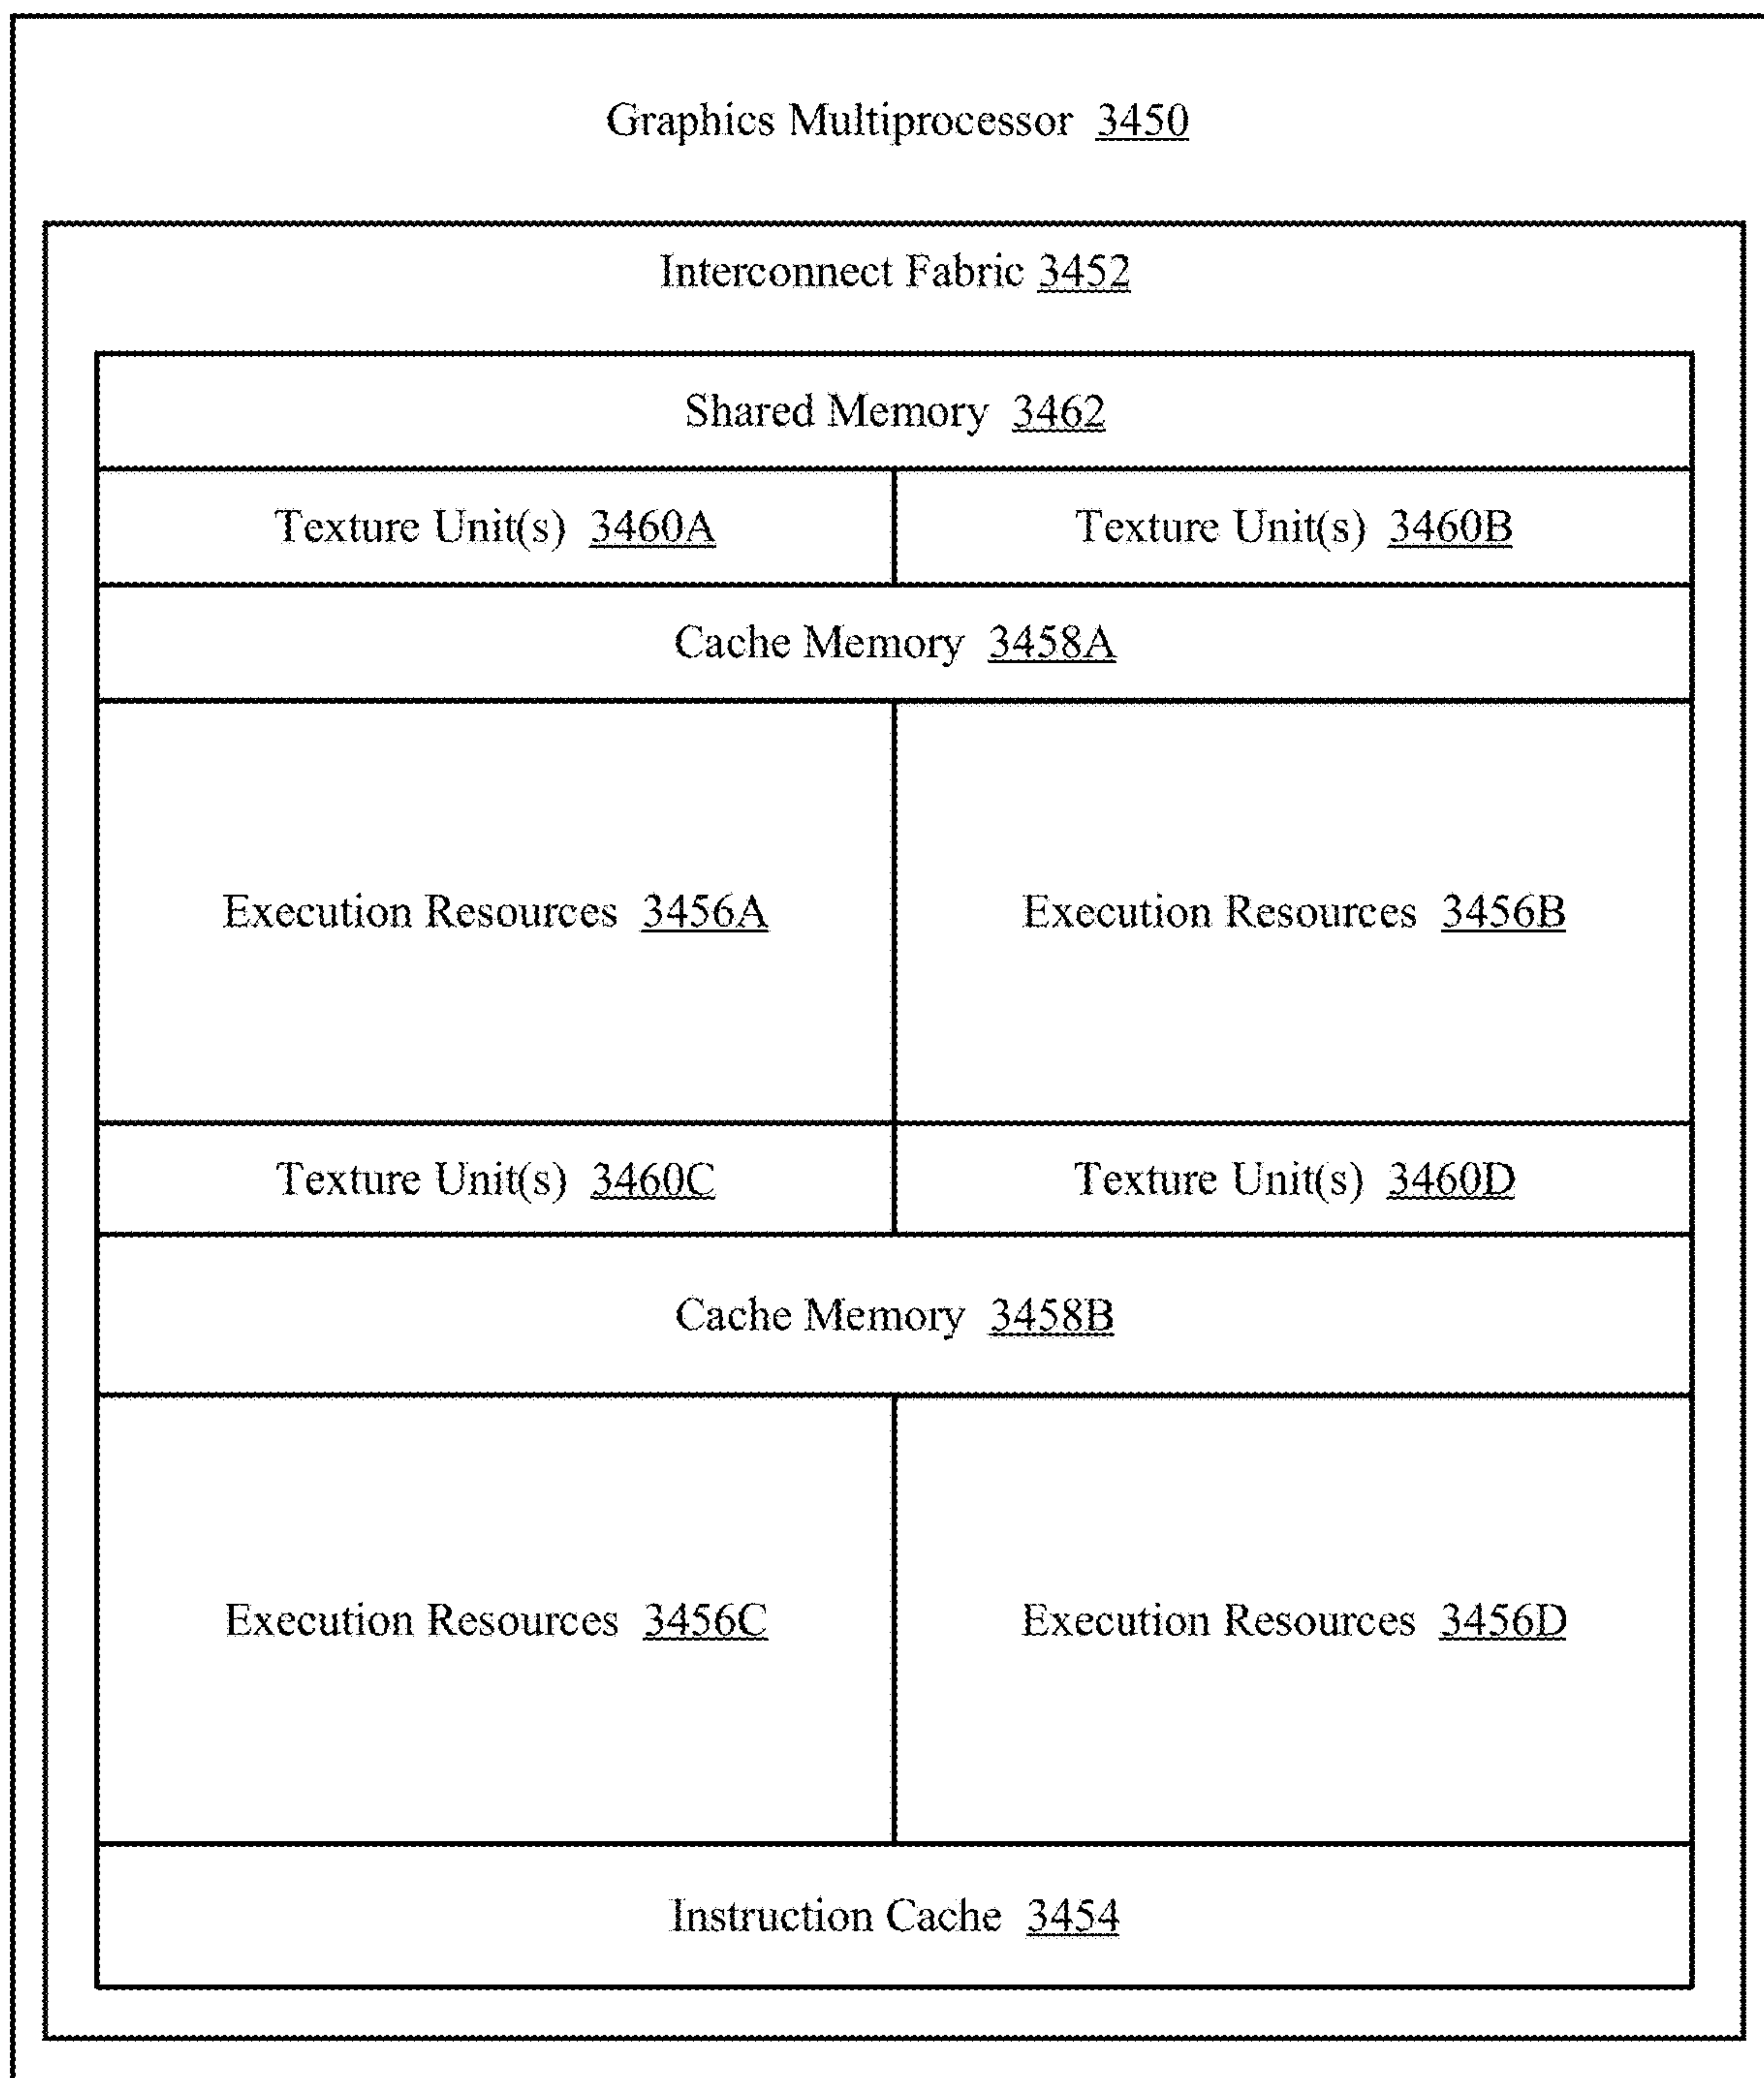 Graphics Multiprocessor 3450
Interconnect Fabric 3452
Shared Memory 3462
Texture Unit(s) 3460A
Texture Unit(s) 3460B
Cache Memory 3458A
Execution Resources 3456A
Execution Resources 3456B
Texture Unit(s) 3460C
Texture Unit(s) 3460D
Cache Memory 3458B
Execution Resources 3456C
Execution Resources 3456D
Instruction Cache 3454